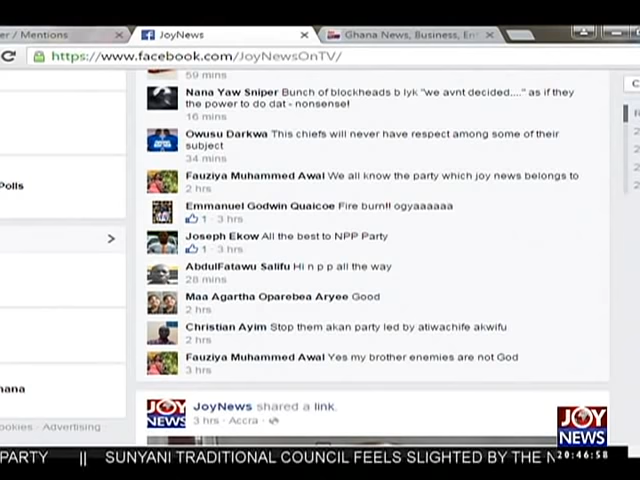 er / Mentions
JoyNews
Ghana News, Business, En
https://www.facebook.com/JoyNewsOnTV/
59 mins
Nana Yaw Sniper Bunch of blockheads b lyk "we avnt decided...." as if they
the power to do dat - nonsense!
16 mins
Owusu Darkwa This chiefs will never have respect among some of their
subject
34 mins
Polls
Fauziya Muhammed Awal We all know the party which joy news belongs to
2 hrs
Emmanuel Godwin Quaicoe Fire burn!! ogyaaaaaa
1 · 3 hrs
Joseph Ekow All the best to NPP Party
1 · 3 hrs
AbdulFatawu Salifu Hi n p p all the way
28 mins
Maa Agartha Oparebea Aryee Good
2 hrs
Christian Ayim Stop them akan party led by atiwachife akwifu
2 hrs
Fauziya Muhammed Awal Yes my brother enemies are not God
3 hrs
hana
ookies · Advertising ·
JOY
NEWS
JoyNews shared a link.
3 hrs · Accra ·
JOY
NEWS
20:46:58
PARTY || SUNYANI TRADITIONAL COUNCIL FEELS SLIGHTED BY THE N